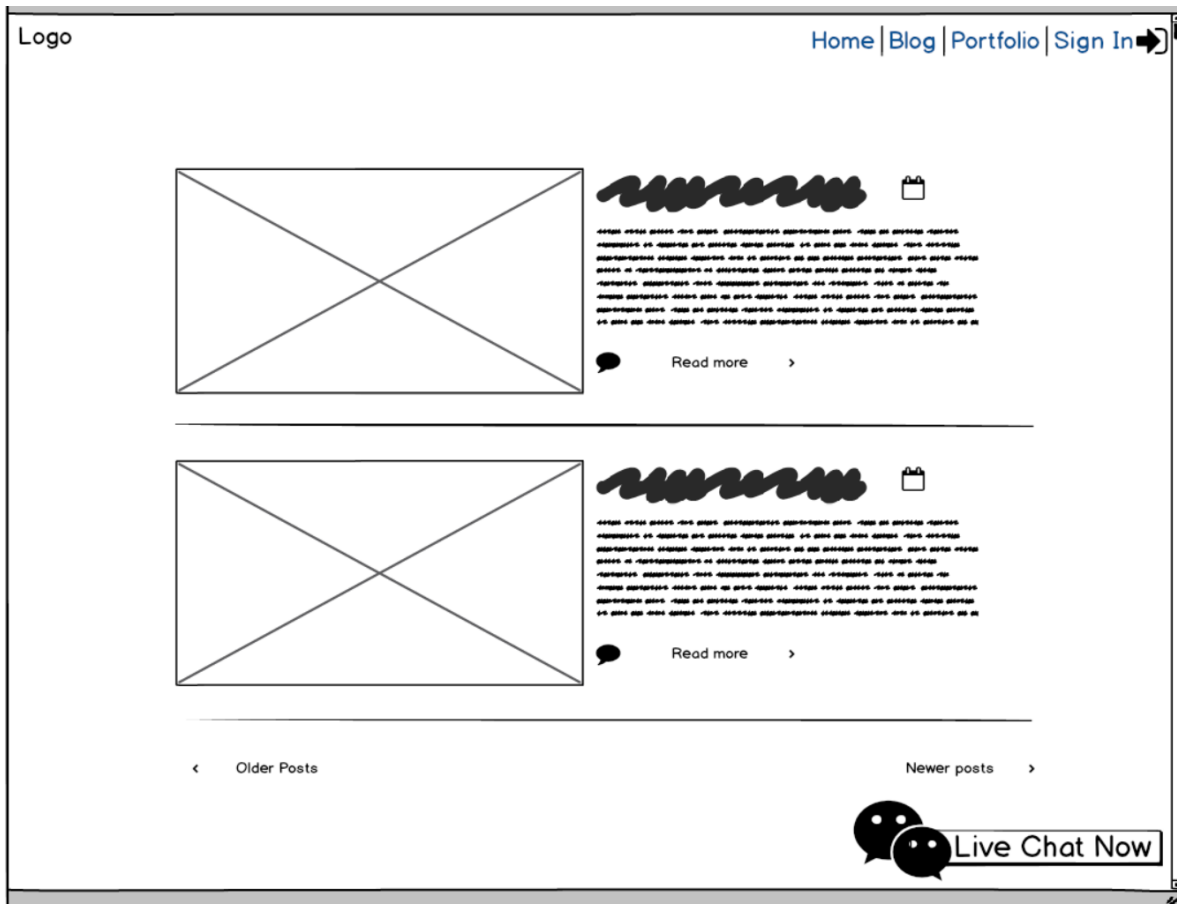 Logo
Home | Blog | Portfolio | Sign In
Read more >
Read more >
< Older Posts
Newer posts >
Live Chat Now